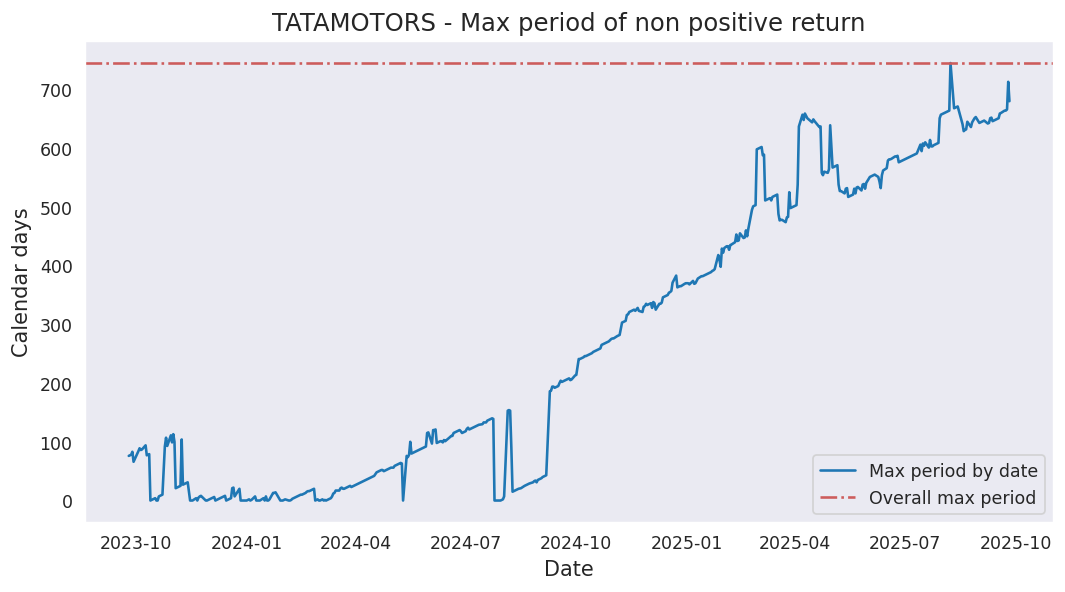 TATAMOTORS - Max period of non positive return
Calendar days
700
600
500
400
300
200
100
0
Max period by date
Overall max period
2023-10 2024-01 2024-04 2024-07 2024-10 2025-01 2025-04 2025-07 2025-10
Date